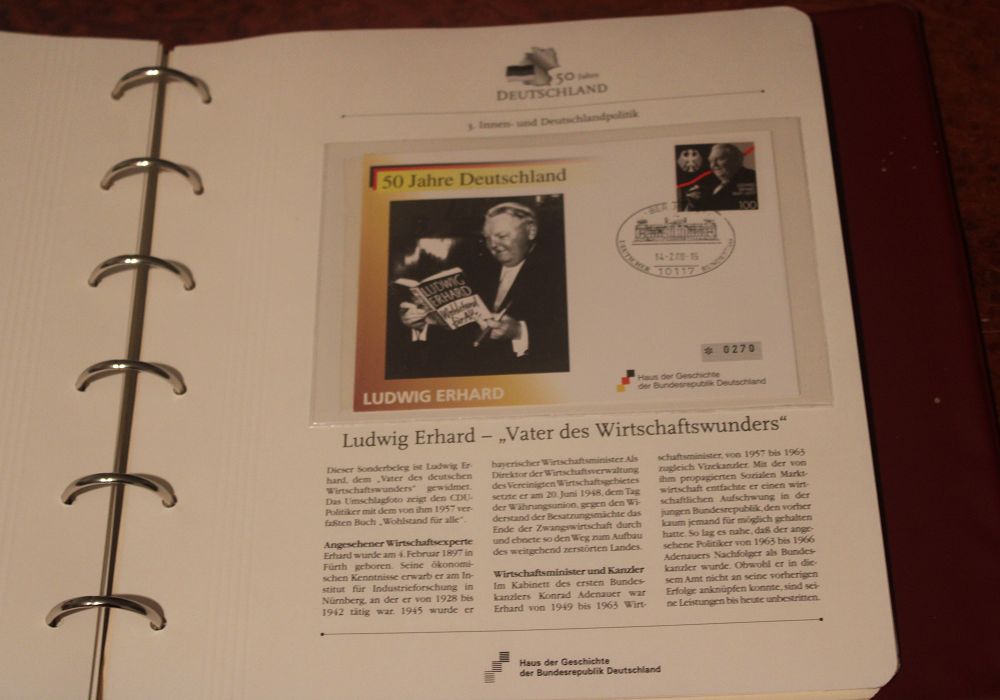 50 Jahre
DEUTSCHLAND
3. Innen- und Deutschlandpolitik
50 Jahre Deutschland
LUDWIG
ERHARD
Wohlstand
für Alle
LUDWIG ERHARD
100
DEUTSCHER BUNDESTAG
10117
✻ 0270
Haus der Geschichte
der Bundesrepublik Deutschland
Ludwig Erhard – „Vater des Wirtschaftswunders“
Dieser Sonderbeleg ist Ludwig Er-
hard, dem „Vater des deutschen
Wirtschaftswunders“ gewidmet.
Das Umschlagfoto zeigt den CDU-
Politiker mit dem von ihm 1957 ver-
faßten Buch „Wohlstand für alle“.
Angesehener Wirtschaftsexperte
Erhard wurde am 4. Februar 1897 in
Fürth geboren. Seine ökonomi-
schen Kenntnisse erwarb er am In-
stitut für Industrieforschung in
Nürnberg, an der er von 1928 bis
1942 tätig war. 1945 wurde er
bayerischer Wirtschaftsminister. Als
Direktor der Wirtschaftsverwaltung
des Vereinigten Wirtschaftsgebietes
setzte er am 20. Juni 1948, dem Tag
der Währungsunion, gegen den Wi-
derstand der Besatzungsmächte das
Ende der Zwangswirtschaft durch
und ebnete so den Weg zum Aufbau
des weitgehend zerstörten Landes.
Wirtschaftsminister und Kanzler
Im Kabinett des ersten Bundes-
kanzlers Konrad Adenauer war
Erhard von 1949 bis 1963 Wirt-
schaftsminister, von 1957 bis 1963
zugleich Vizekanzler. Mit der von
ihm propagierten Sozialen Markt-
wirtschaft entfachte er einen wirt-
schaftlichen Aufschwung in der
jungen Bundesrepublik, den vorher
kaum jemand für möglich gehalten
hatte. So lag es nahe, daß der ange-
sehene Politiker von 1963 bis 1966
Adenauers Nachfolger als Bundes-
kanzler wurde. Obwohl er in die-
sem Amt nicht an seine vorherigen
Erfolge anknüpfen konnte, sind sei-
ne Leistungen bis heute unbestritten.
Haus der Geschichte
der Bundesrepublik Deutschland